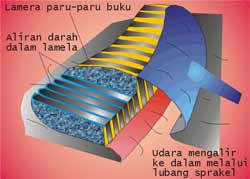 Lamera paru-paru buku
Aliran darah
dalam lamela
Udara mengalir
ke dalam melalui
lubang sprakel